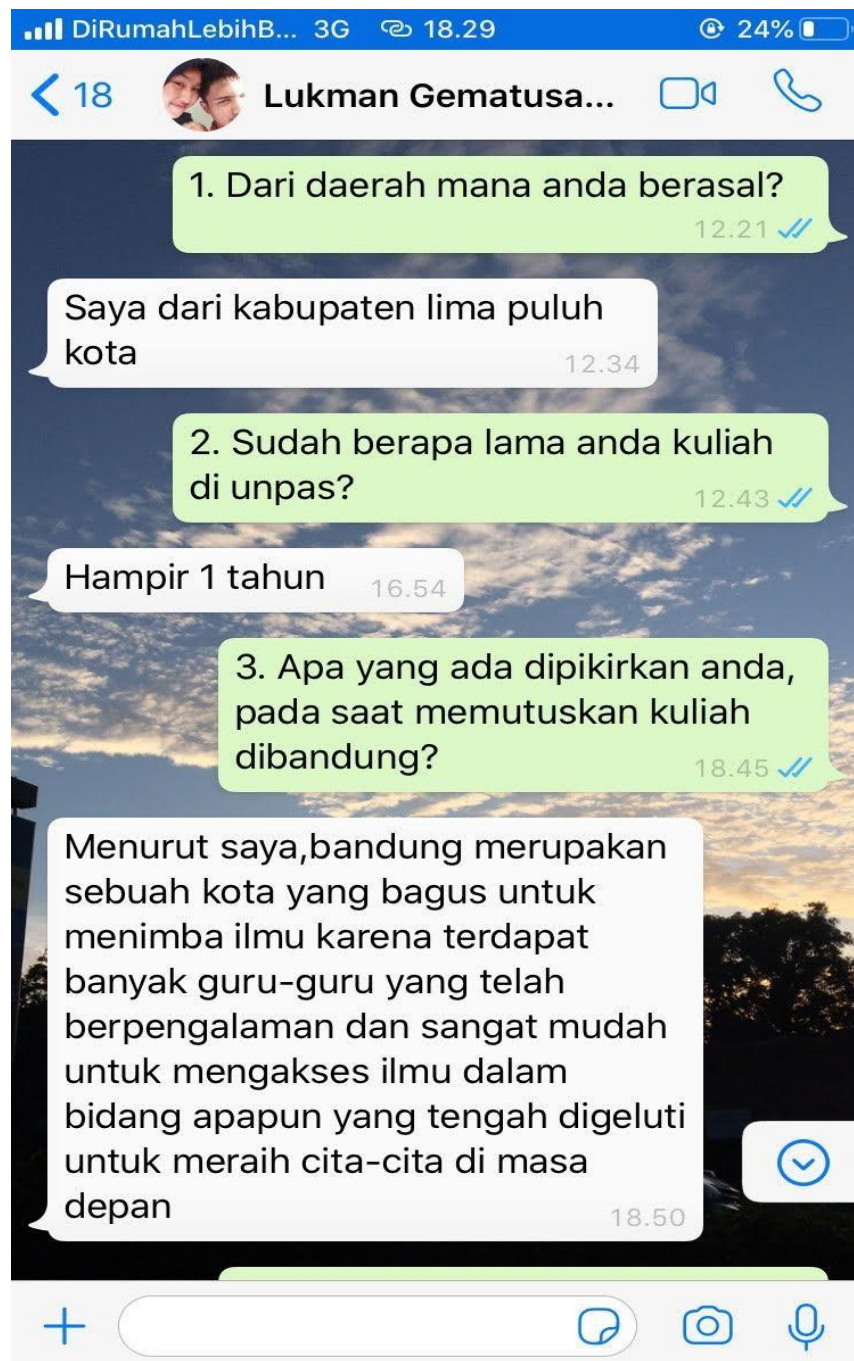 DiRumahLebihB... 3G 18.29 24%
18 Lukman Gematusa...
1. Dari daerah mana anda berasal?
12.21
Saya dari kabupaten lima puluh
kota
12.34
2. Sudah berapa lama anda kuliah
di unpas?
12.43
Hampir 1 tahun 16.54
3. Apa yang ada dipikirkan anda,
pada saat memutuskan kuliah
dibandung?
18.45
Menurut saya,bandung merupakan
sebuah kota yang bagus untuk
menimba ilmu karena terdapat
banyak guru-guru yang telah
berpengalaman dan sangat mudah
untuk mengakses ilmu dalam
bidang apapun yang tengah digeluti
untuk meraih cita-cita di masa
depan
18.50